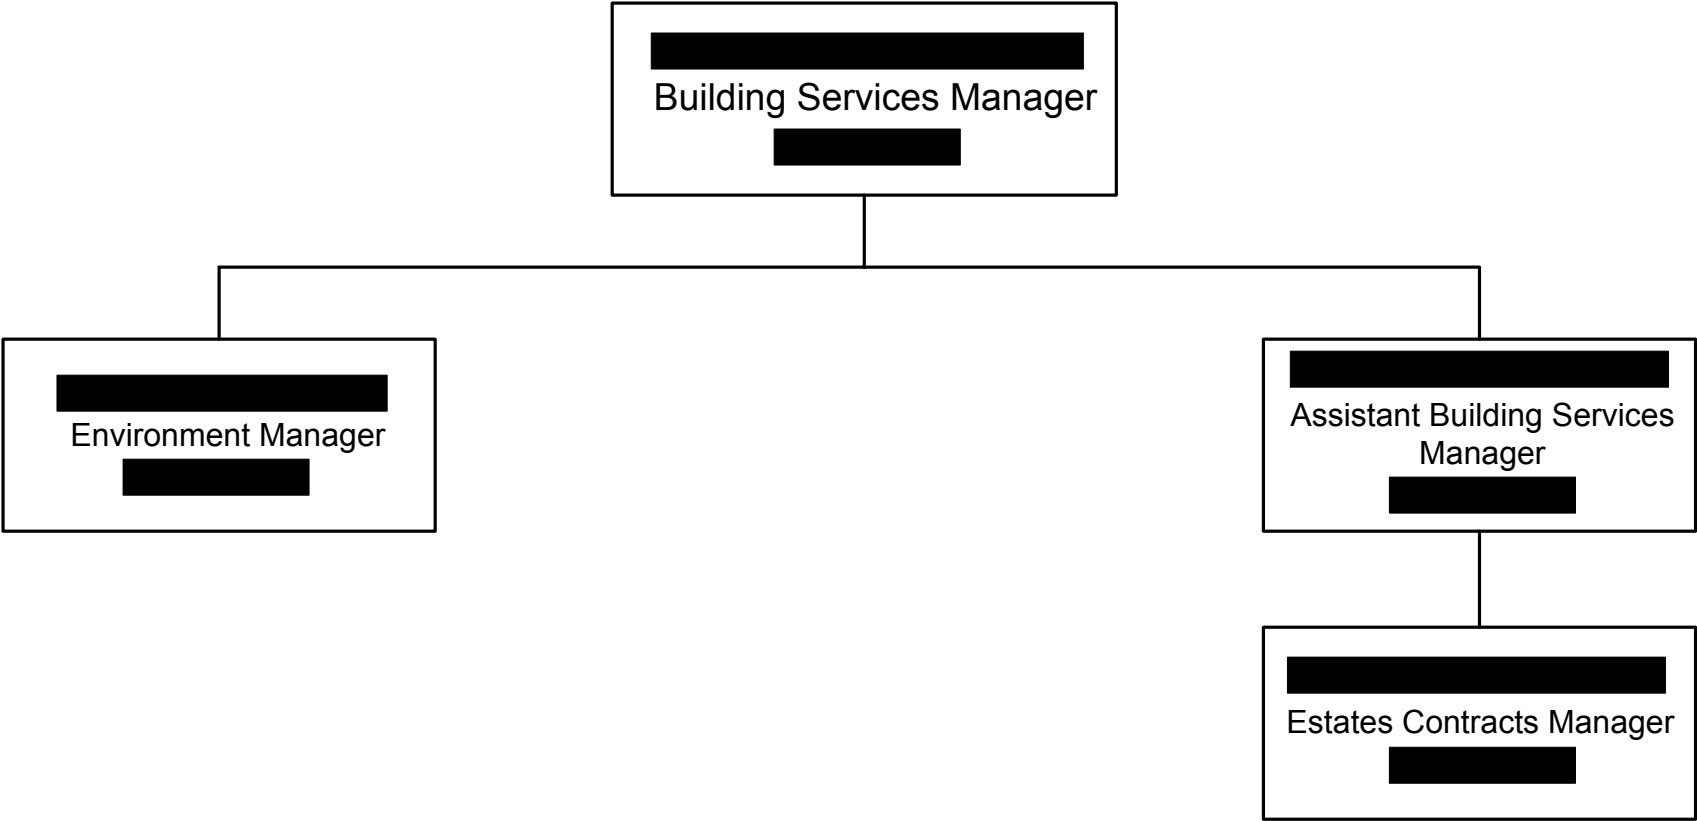 Building Services Manager
Environment Manager
Assistant Building Services
Manager
Estates Contracts Manager